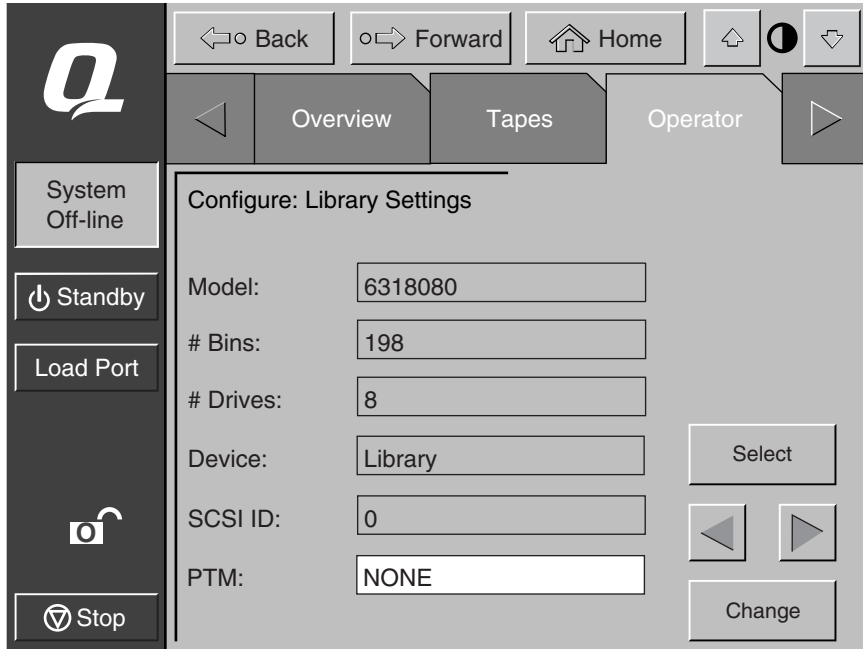 Q
Back
Forward
Home
Overview
Tapes
Operator
System
Off-line
Standby
Load Port
O
Stop
Configure: Library Settings
Model: 6318080
# Bins: 198
# Drives: 8
Device: Library
SCSI ID: 0
PTM: NONE
Select
Change